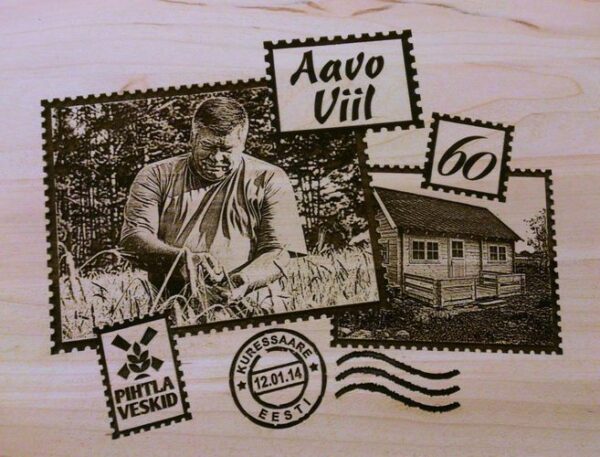 Aavo
Viil
60
PIHTLA
VESKID
KURESSAARE
12.01.14
EESTI